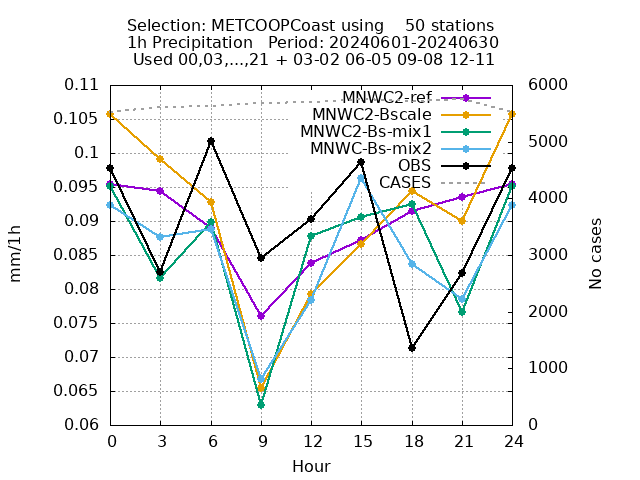 Selection: METCOOPCoast using    50 stations
1h Precipitation   Period: 20240601-20240630
Used 00,03,...,21 + 03-02 06-05 09-08 12-11
0.11
0.105
0.1
0.095
0.09
0.085
0.08
0.075
0.07
0.065
0.06
mm/1h
MNWC2-ref
MNWC2-Bscale
MNWC2-Bs-mix1
MNWC-Bs-mix2
OBS
CASES
6000
5000
4000
3000
2000
1000
0
No cases
0 3 6 9 12 15 18 21 24
Hour